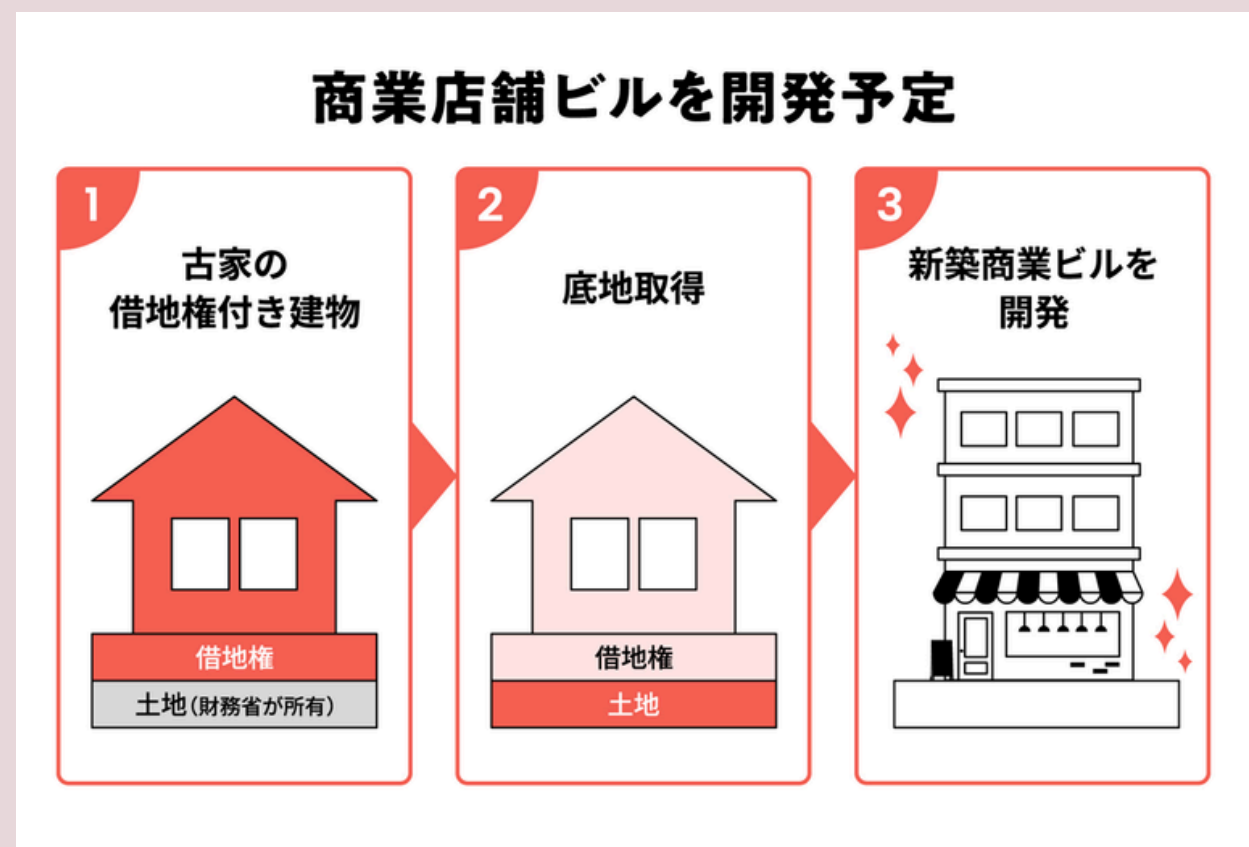 商業店舗ビルを開発予定
1
古家の
借地権付き建物
借地権
土地(財務省が所有)
2
底地取得
借地権
土地
3
新築商業ビルを
開発